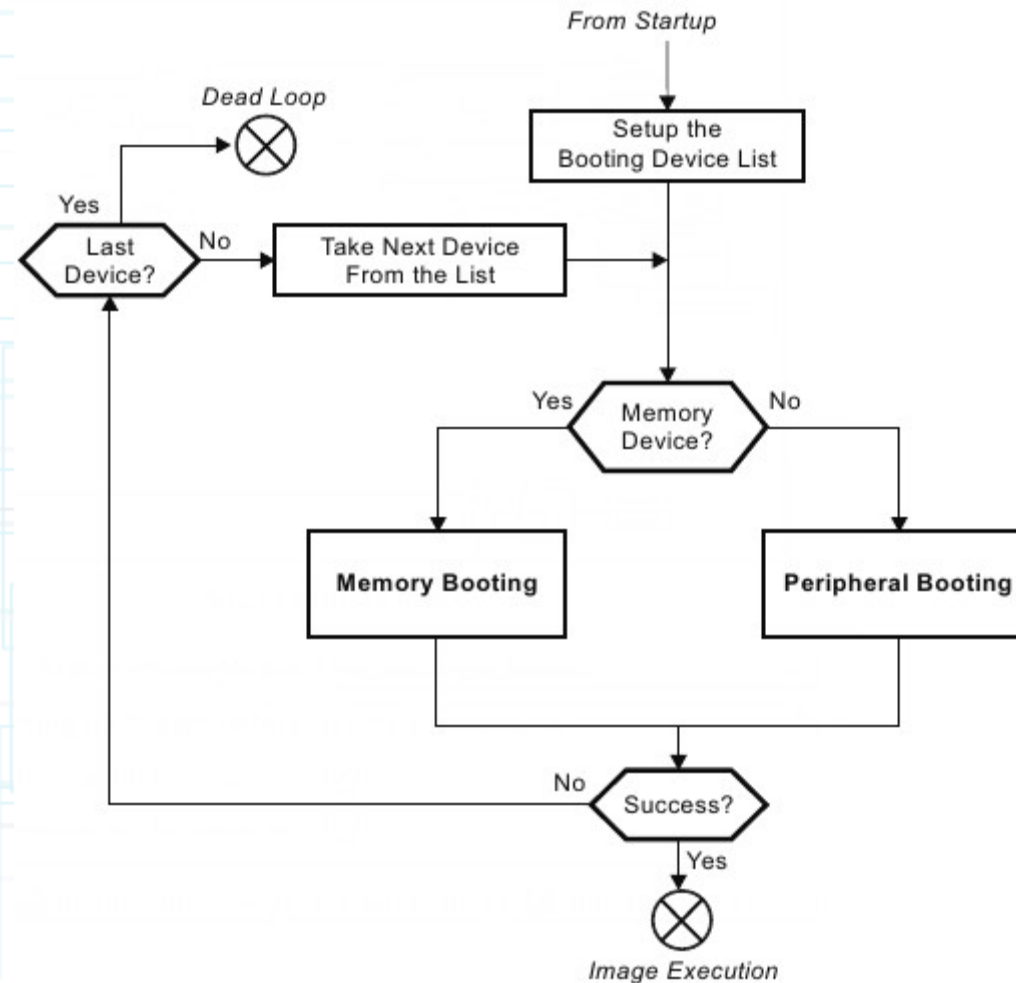 From Startup
Dead Loop
Setup the
Booting Device List
Yes
Last
Device?
No
Take Next Device
From the List
Yes
Memory
Device?
No
Memory Booting
Peripheral Booting
No
Success?
Yes
Image Execution